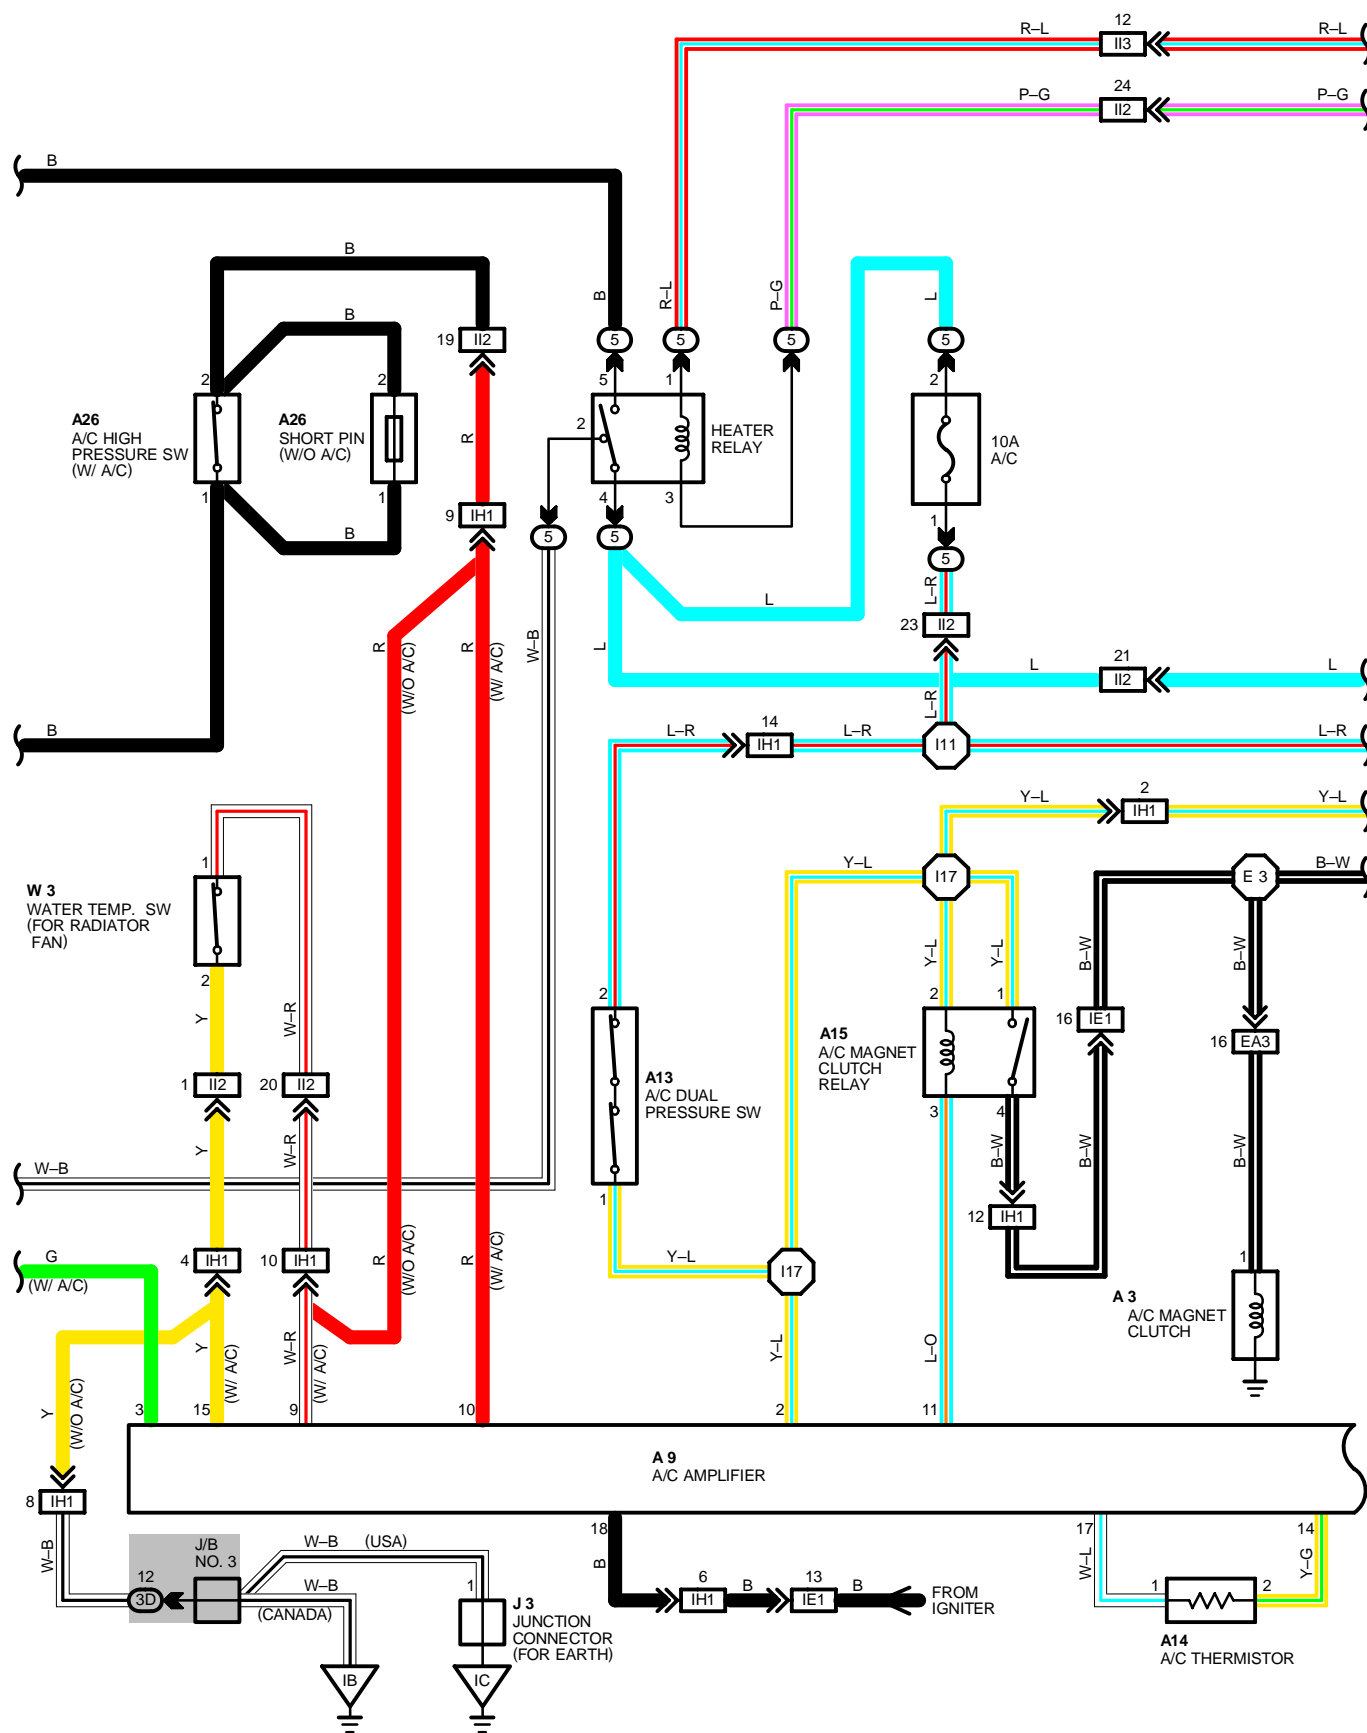 12
R–L
II3
R–L
24
P–G
II2
P–G
B
B
B
B
R–L
P–G
L
19
II2
5
5
5
5
2
2
5
1
2
A26
A/C HIGH
PRESSURE SW
(W/ A/C)
A26
SHORT PIN
(W/O A/C)
R
2
HEATER
RELAY
10A
A/C
1
1
4
3
1
9
IH1
B
5
5
5
L–R
L
23
II2
R
(W/O A/C)
R
(W/ A/C)
W–B
L
L
21
II2
L
L–R
B
L–R
14
IH1
L–R
I11
L–R
Y–L
2
IH1
Y–L
1
Y–L
I17
E 3
B–W
W 3
WATER TEMP. SW
(FOR RADIATOR
FAN)
2
Y–L
Y–L
B–W
B–W
Y
W–R
2
2
1
16
IE1
16
EA3
A15
A/C MAGNET
CLUTCH
RELAY
1
II2
20
II2
A13
A/C DUAL
PRESSURE SW
3
4
Y
W–R
B–W
B–W
B–W
W–B
1
12
IH1
G
(W/ A/C)
4
IH1
10
IH1
R
(W/O A/C)
R
(W/ A/C)
Y–L
I17
1
A 3
A/C MAGNET
CLUTCH
Y
(W/ A/C)
W–R
(W/ A/C)
Y–L
L–O
Y
(W/O A/C)
3
15
9
10
2
11
A 9
A/C AMPLIFIER
8
IH1
18
17
14
W–B
J/B
NO. 3
W–B
(USA)
B
W–L
Y–G
12
3D
W–B
(CANADA)
1
6
IH1
B
13
IE1
B
FROM
IGNITER
1
2
J 3
JUNCTION
CONNECTOR
(FOR EARTH)
A14
A/C THERMISTOR
IB
IC